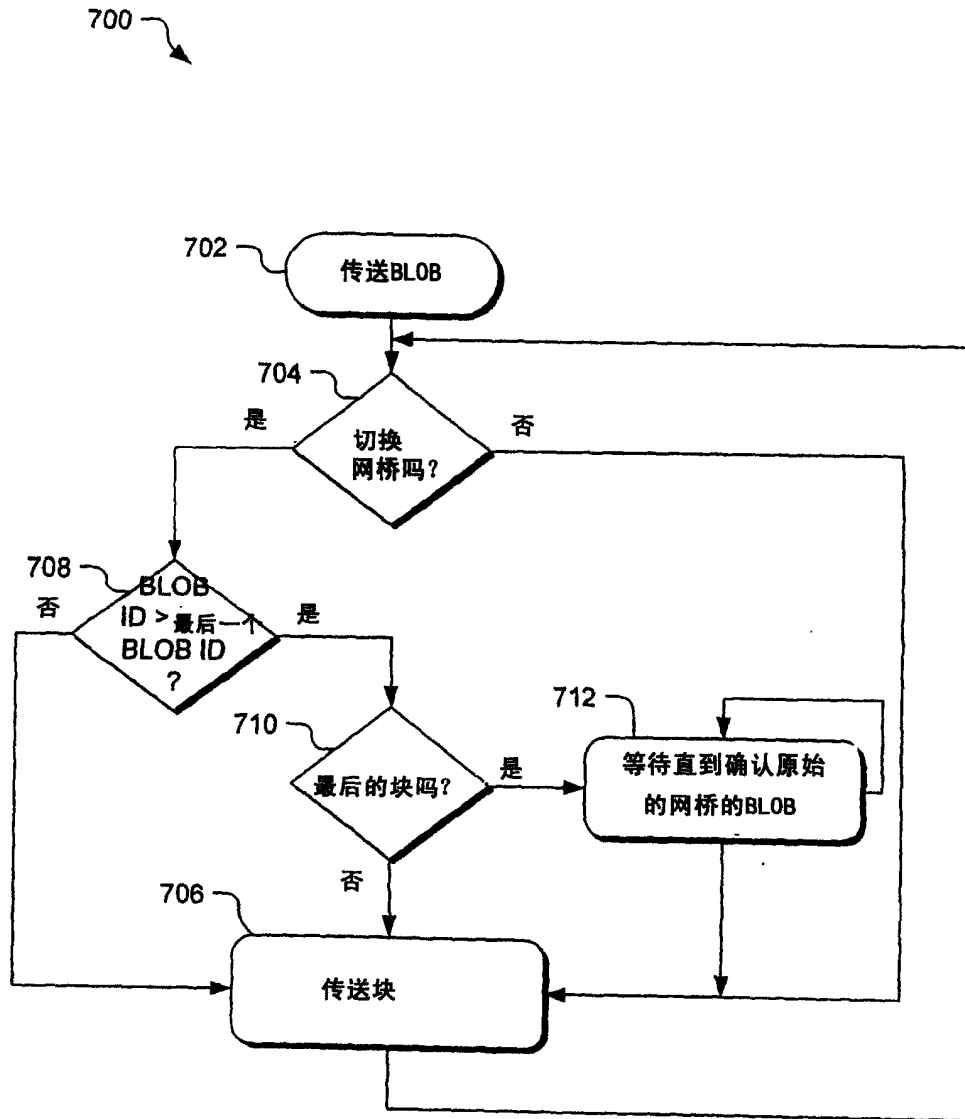 700
702
传送BLOB
704
是
否
切换
网桥吗?
708
否
BLOB
ID > 最后一个
BLOB ID
?
是
710
最后的块吗?
是
712
等待直到确认原始
的网桥的BLOB
否
706
传送块